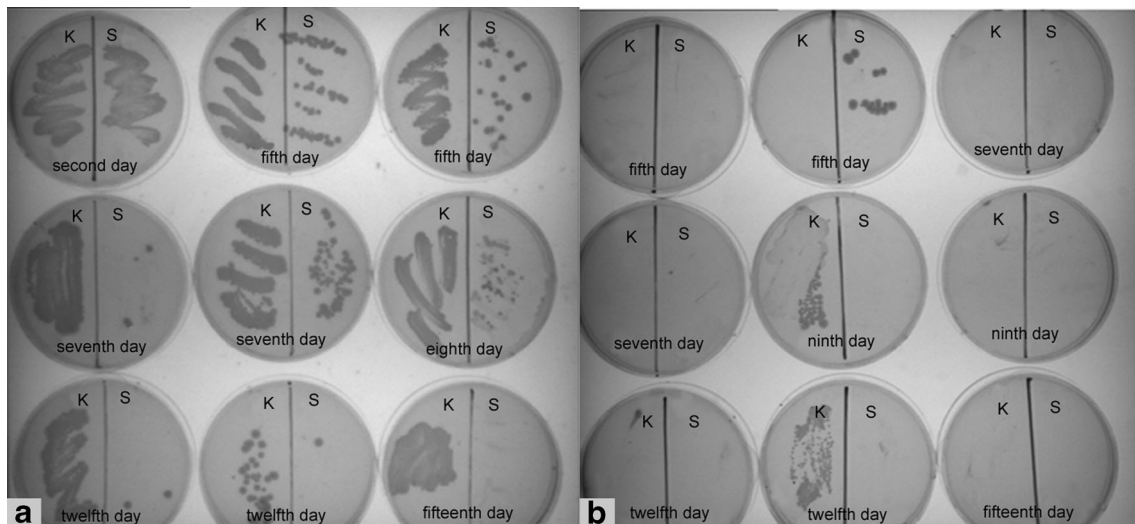 K S
second day
K S
fifth day
K S
fifth day
K S
seventh day
K S
seventh day
K S
eighth day
K S
twelfth day
K S
twelfth day
K S
fifteenth day
a
K S
fifth day
K S
fifth day
K S
seventh day
K S
seventh day
K S
ninth day
K S
ninth day
K S
twelfth day
K S
twelfth day
K S
fifteenth day
b